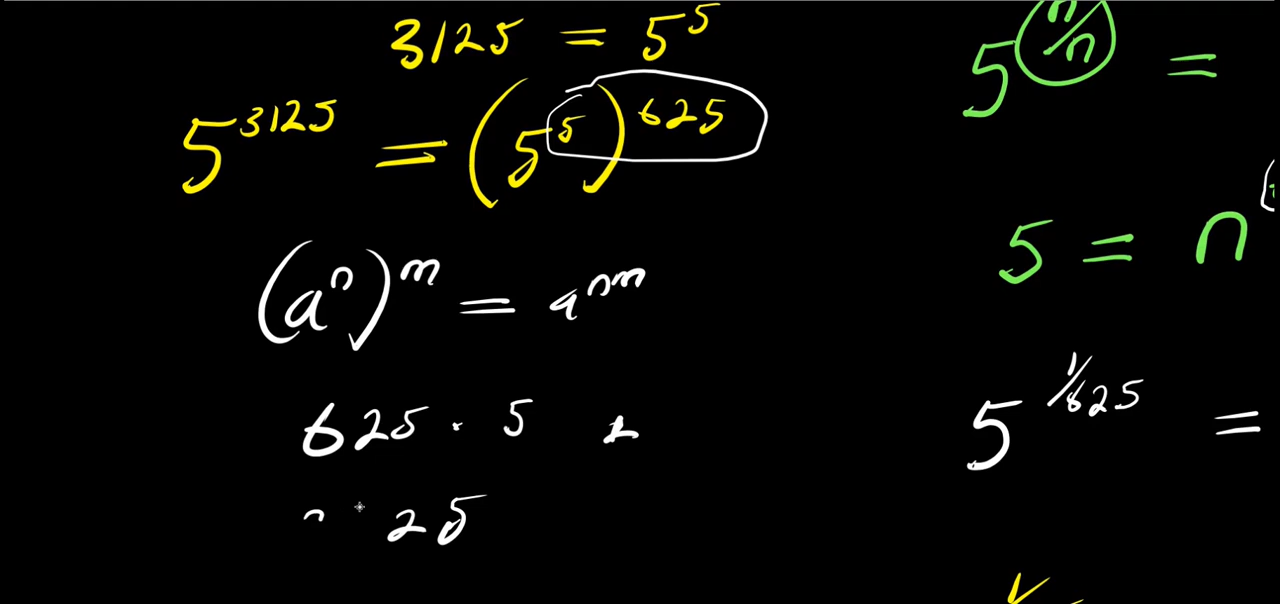 3125 = 5^5
5^3125 = (5^5)^625
(a^n)^m = a^nm
625 · 5
25
5^(n/n) =
5 = n
5^(1/625) =